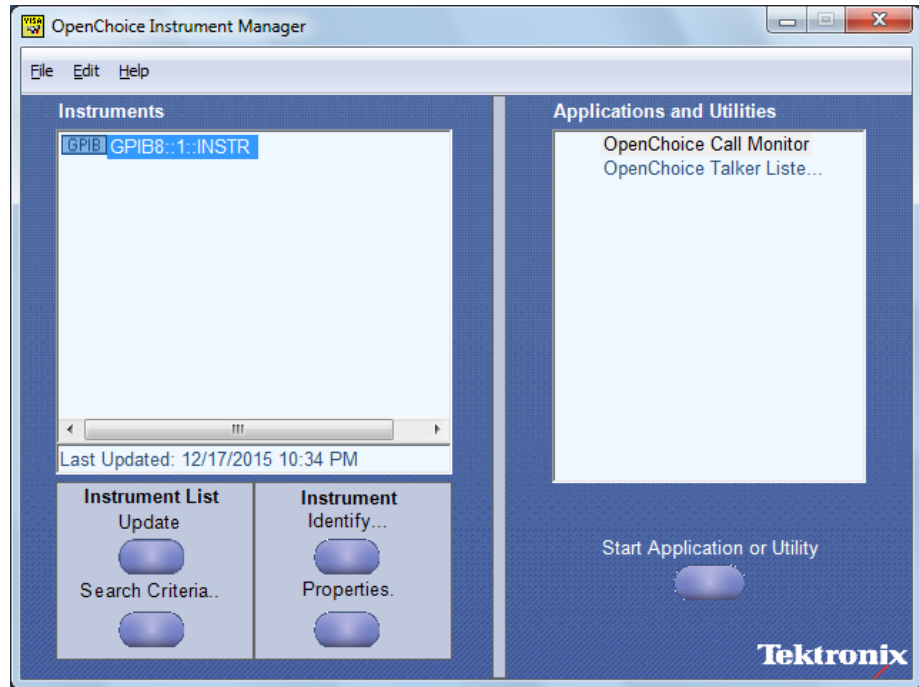 VISA
OpenChoice Instrument Manager
File Edit Help
Instruments
GPIB GPIB8::1::INSTR
Last Updated: 12/17/2015 10:34 PM
Instrument List
Update
Search Criteria..
Instrument
Identify...
Properties.
Applications and Utilities
OpenChoice Call Monitor
OpenChoice Talker Liste...
Start Application or Utility
Tektronix